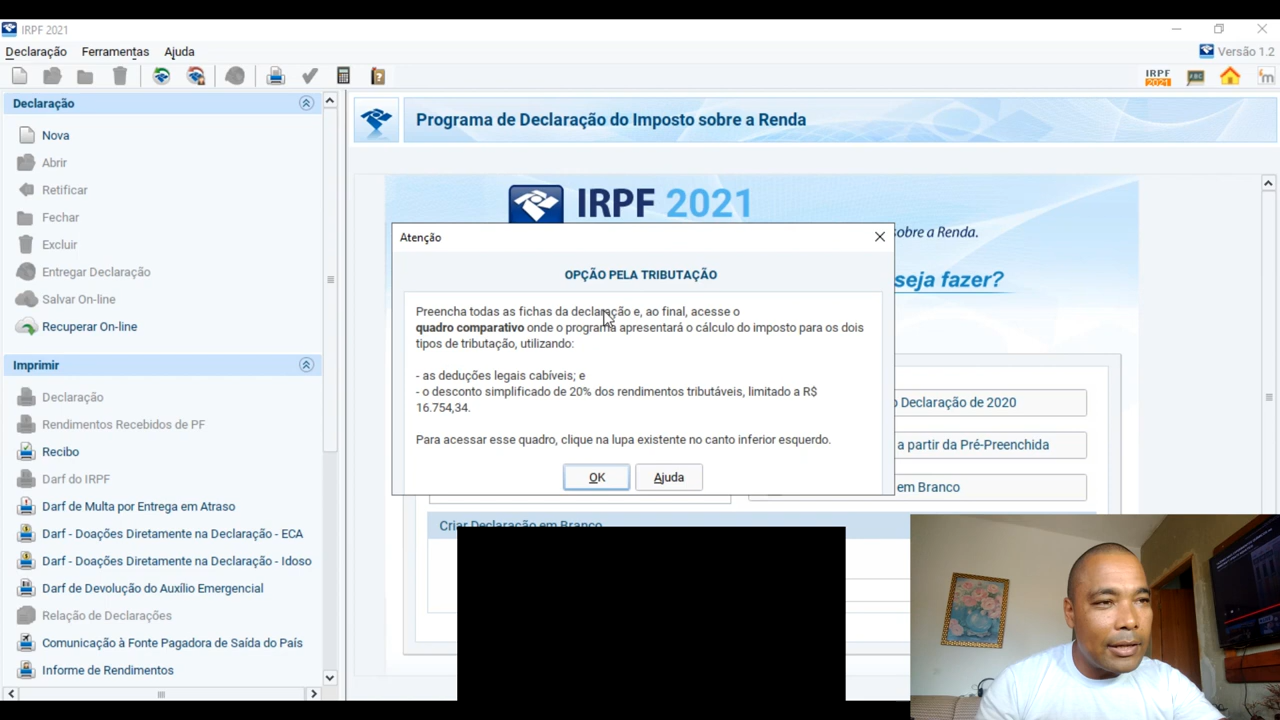 IRPF 2021
Declaração Ferramentas Ajuda
Versão 1.2
IRPF
2021
ABC
Declaração
Nova
Abrir
Retificar
Fechar
Excluir
Entregar Declaração
Salvar On-line
Recuperar On-line
Imprimir
Declaração
Rendimentos Recebidos de PF
Recibo
Darf do IRPF
Darf de Multa por Entrega em Atraso
Darf - Doações Diretamente na Declaração - ECA
Darf - Doações Diretamente na Declaração - Idoso
Darf de Devolução do Auxílio Emergencial
Relação de Declarações
Comunicação à Fonte Pagadora de Saída do País
Informe de Rendimentos
Programa de Declaração do Imposto sobre a Renda
IRPF 2021
sobre a Renda.
seja fazer?
Atenção
OPÇÃO PELA TRIBUTAÇÃO
Preencha todas as fichas da declaração e, ao final, acesse o
quadro comparativo onde o programa apresentará o cálculo do imposto para os dois
tipos de tributação, utilizando:
- as deduções legais cabíveis; e
- o desconto simplificado de 20% dos rendimentos tributáveis, limitado a R$
16.754,34.
Para acessar esse quadro, clique na lupa existente no canto inferior esquerdo.
OK Ajuda
Declaração de 2020
a partir da Pré-Preenchida
em Branco
Criar Declaração em Branco